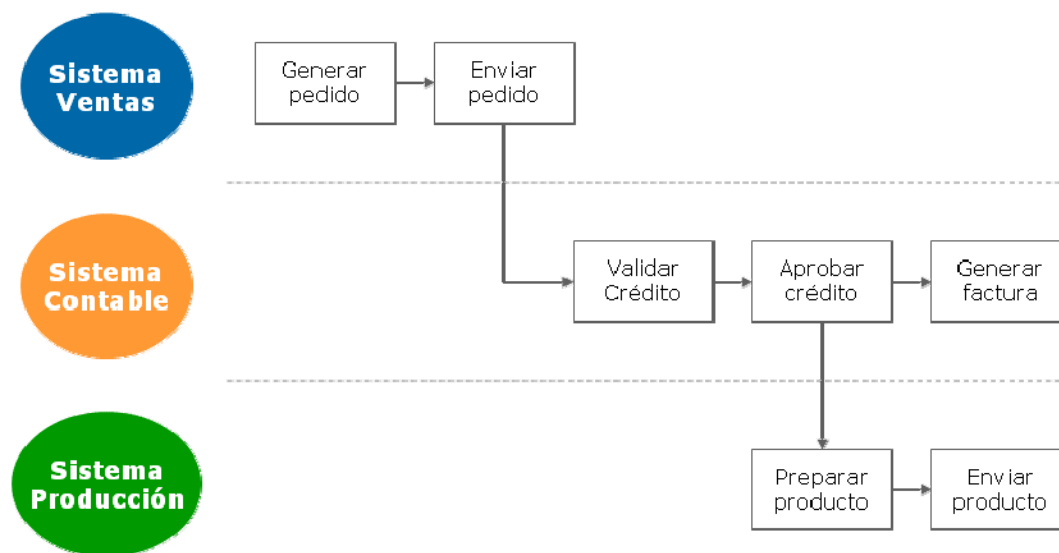 Sistema
Ventas
Generar
pedido
Enviar
pedido
Sistema
Contable
Validar
Crédito
Aprobar
crédito
Generar
factura
Sistema
Producción
Preparar
producto
Enviar
producto